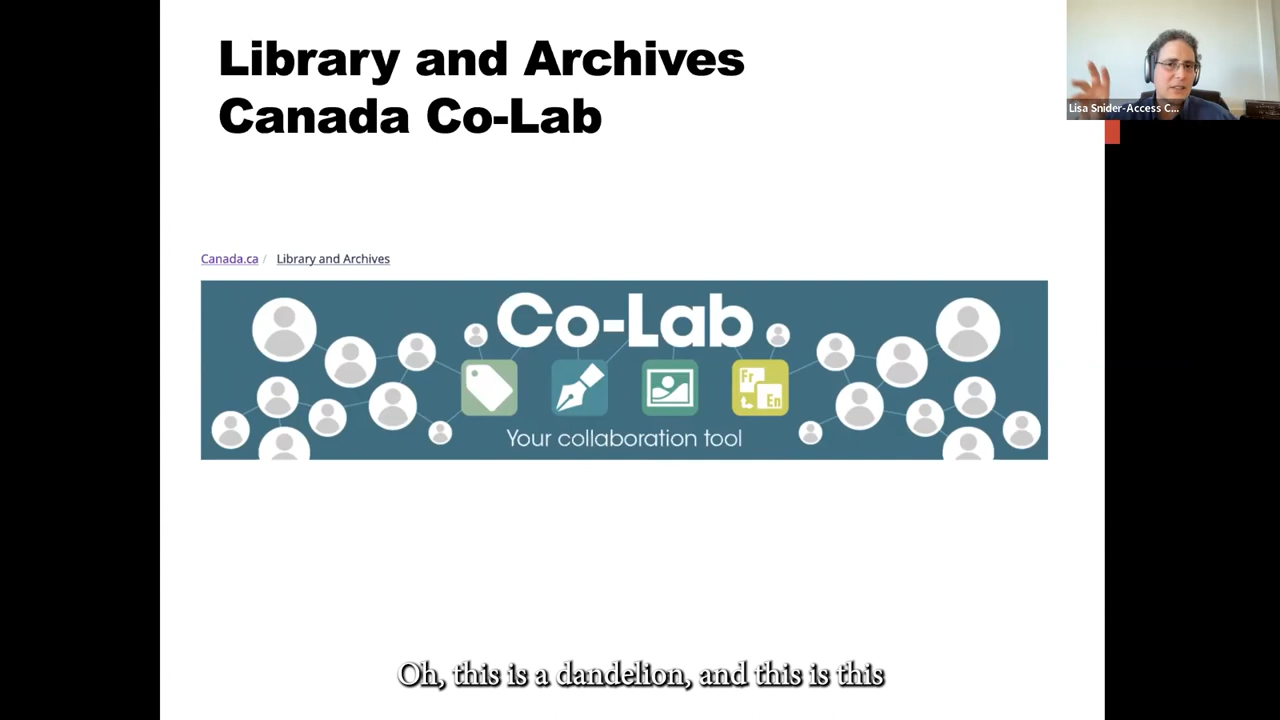 Library and Archives
Canada Co-Lab
Lisa Snider-Access C...
Canada.ca / Library and Archives
Co-Lab
Fr
En
Your collaboration tool
Oh, this is a dandelion, and this is this